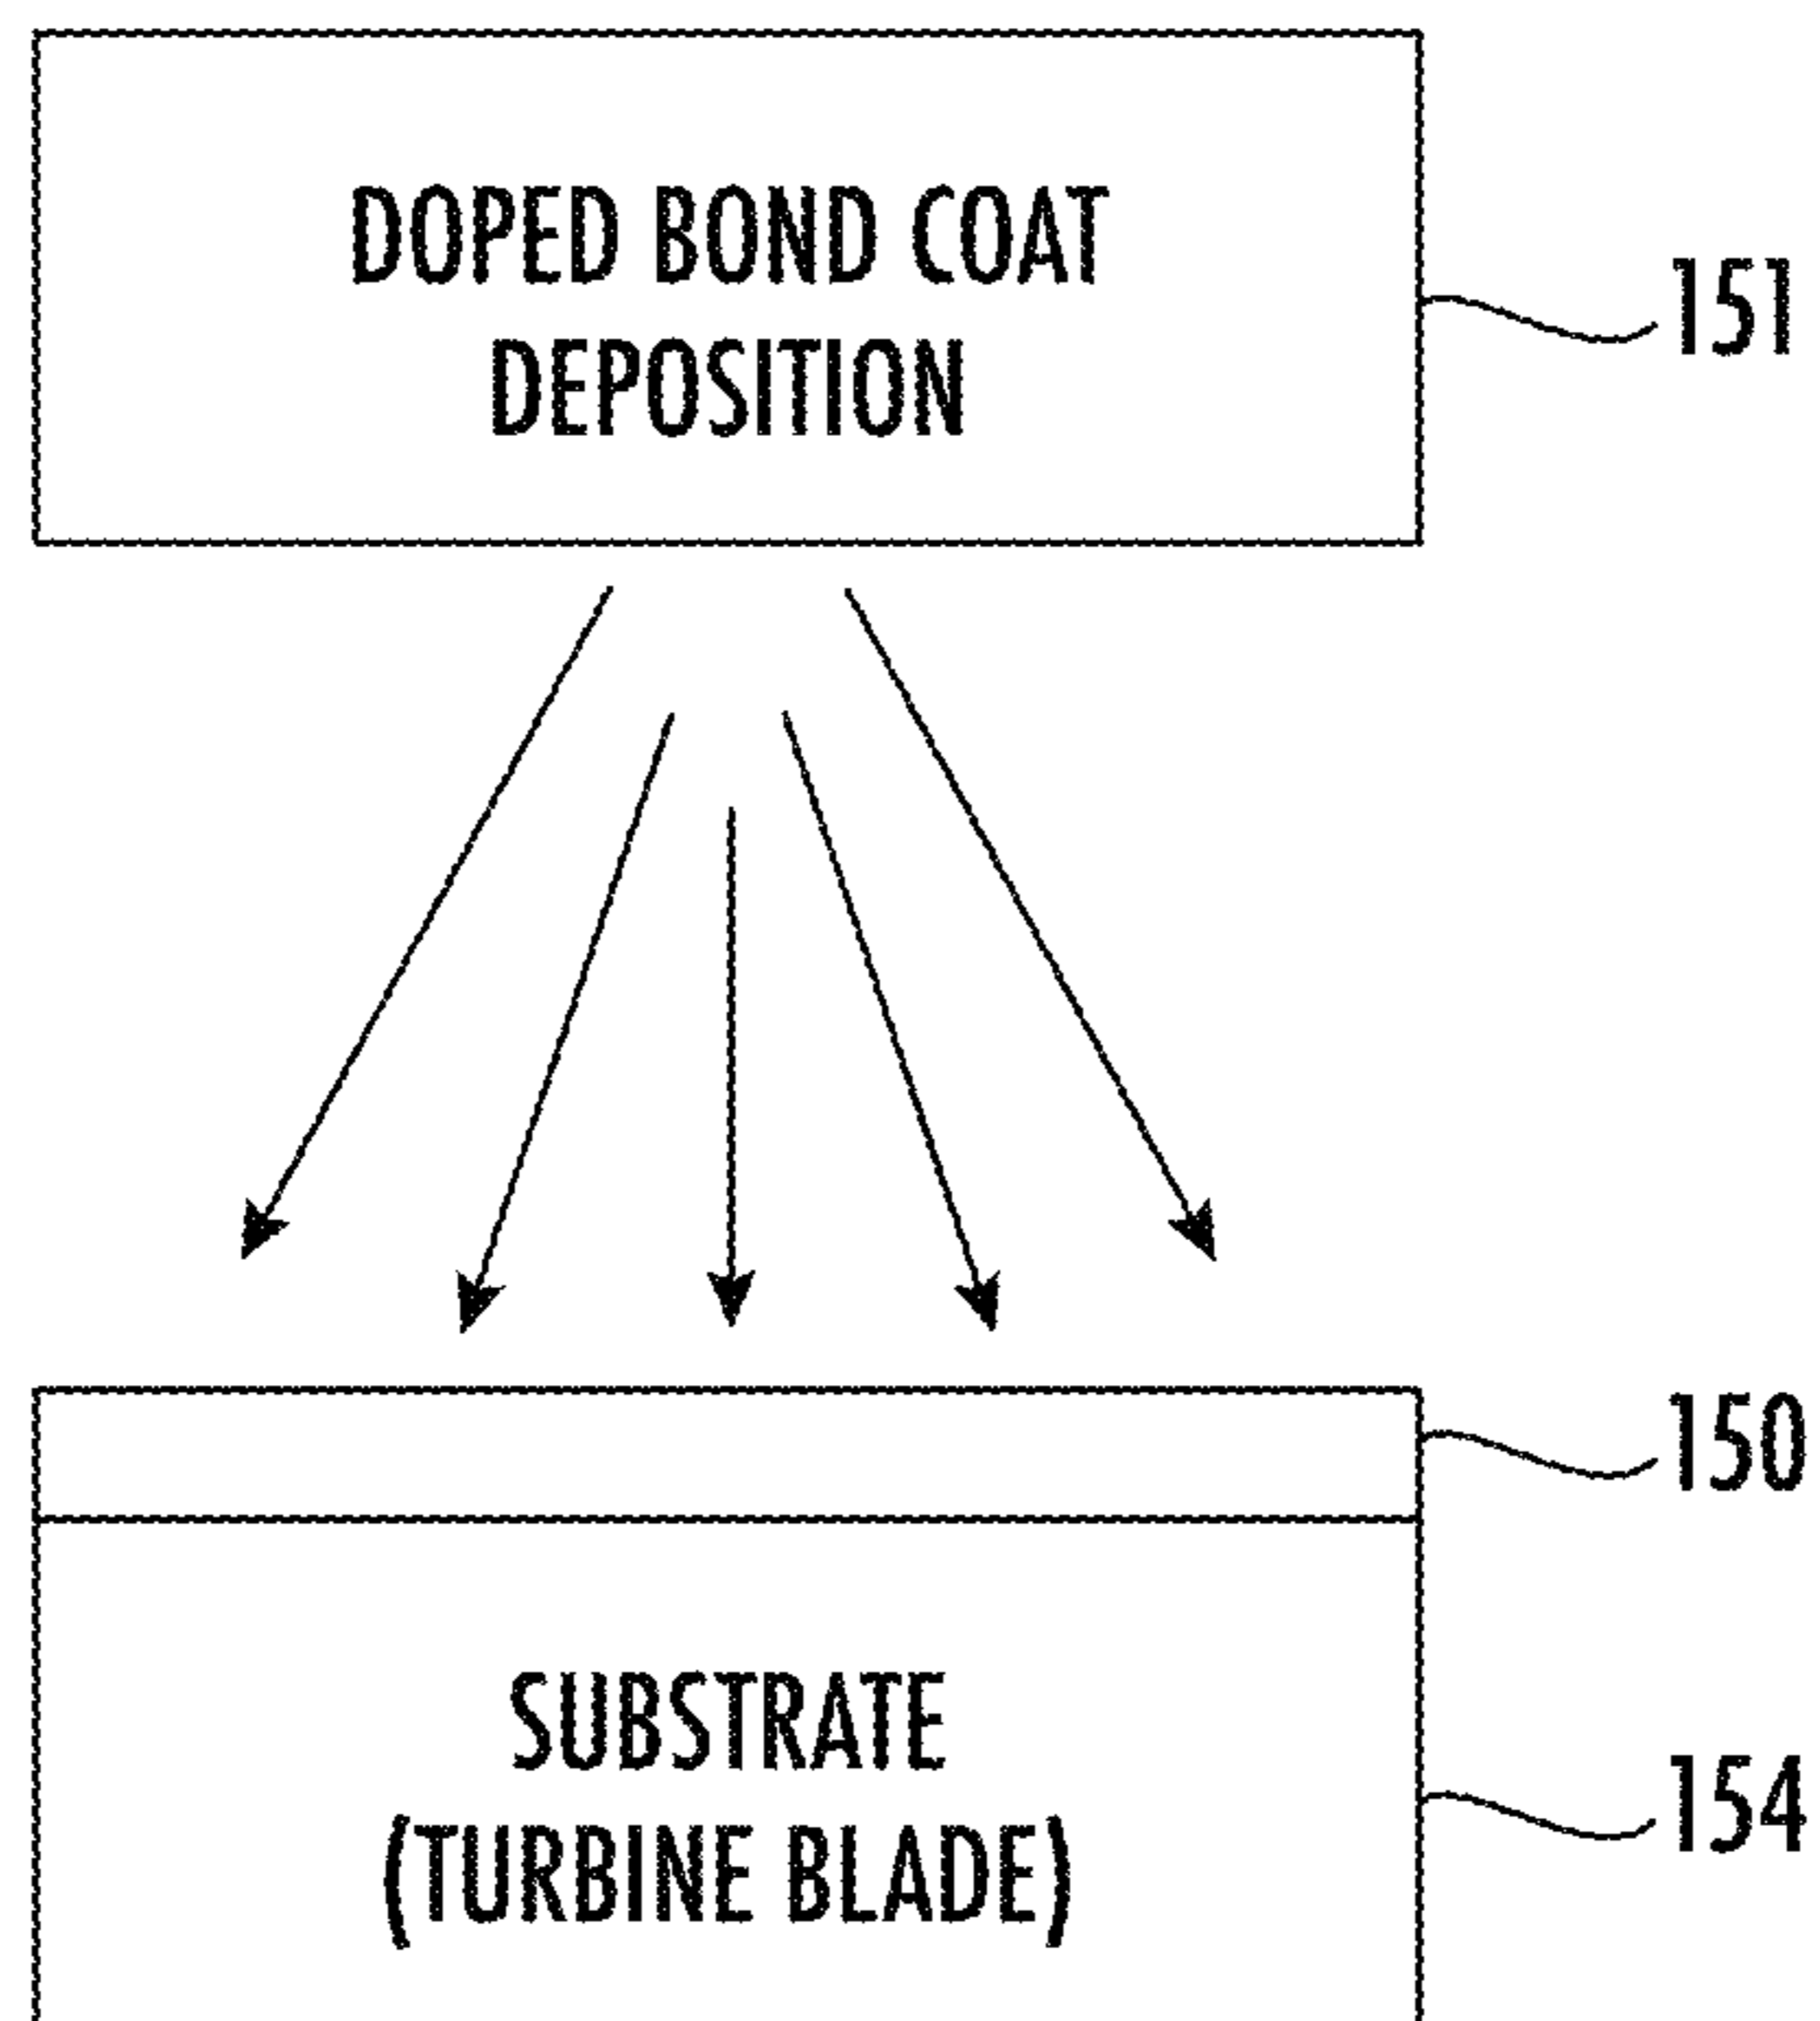 DOPED BOND COAT
DEPOSITION
151
150
SUBSTRATE
154
(TURBINE BLADE)